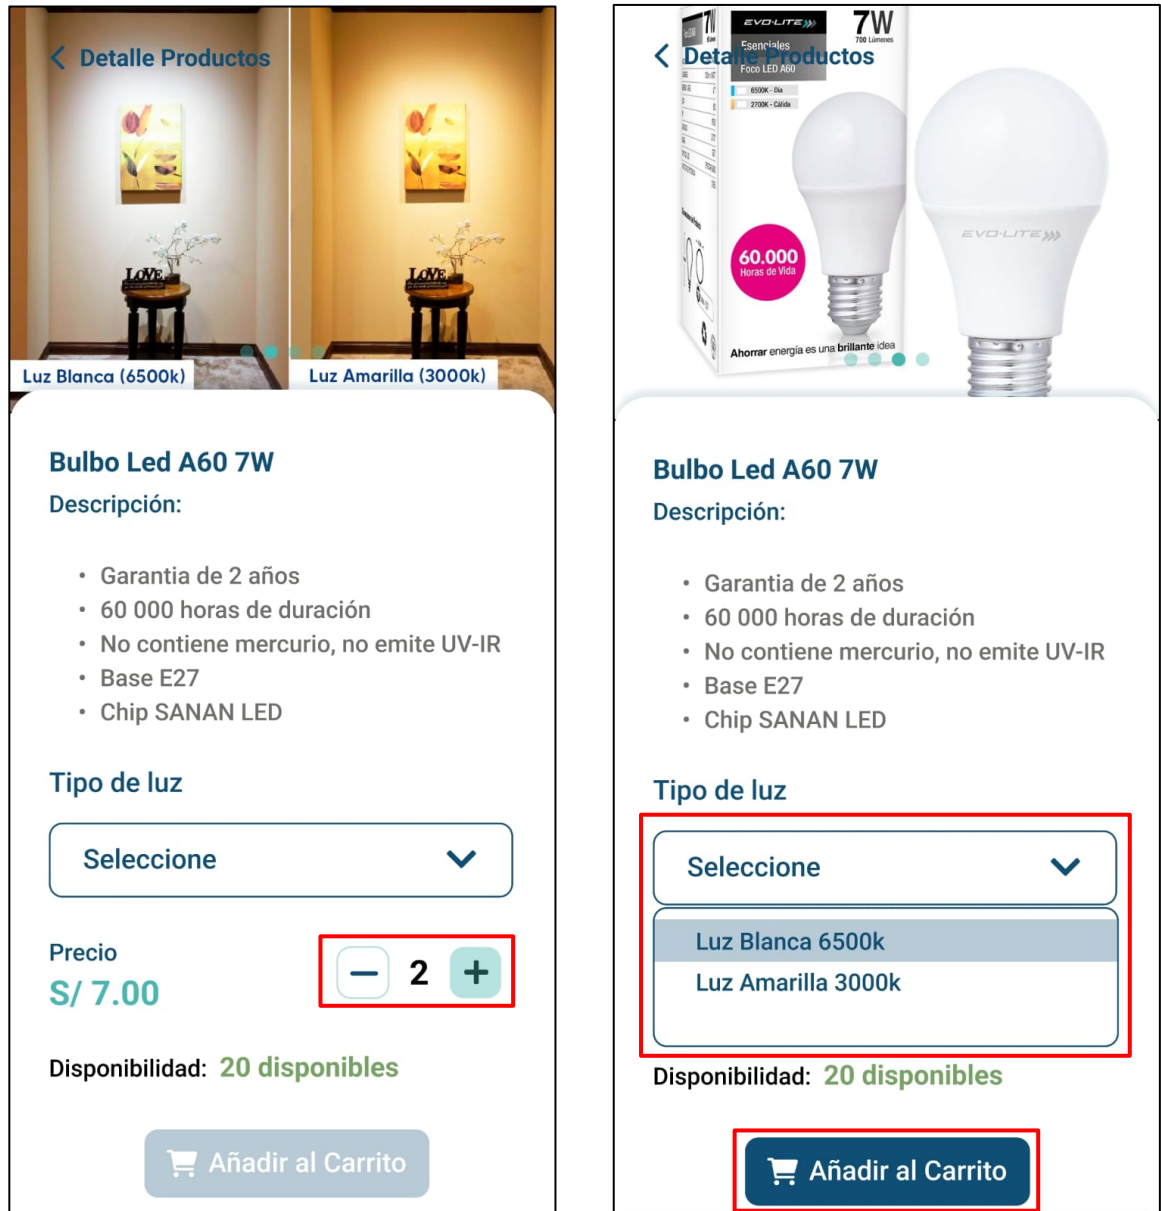 Detalle Productos
LOVE
LOVE
Luz Blanca (6500k)
Luz Amarilla (3000k)
Bulbo Led A60 7W
Descripción:
• Garantia de 2 años
• 60 000 horas de duración
• No contiene mercurio, no emite UV-IR
• Base E27
• Chip SANAN LED
Tipo de luz
Seleccione
Precio
S/ 7.00
2
Disponibilidad: 20 disponibles
Añadir al Carrito
Detalle Productos
7W
EVO·LITE
Esenciales
Foco LED A60
7W
700 Lúmenes
6500K - Día
2700K - Cálida
60.000
Horas de Vida
Ahorrar energía es una brillante idea
EVO·LITE
Bulbo Led A60 7W
Descripción:
• Garantia de 2 años
• 60 000 horas de duración
• No contiene mercurio, no emite UV-IR
• Base E27
• Chip SANAN LED
Tipo de luz
Seleccione
Luz Blanca 6500k
Luz Amarilla 3000k
Disponibilidad: 20 disponibles
Añadir al Carrito